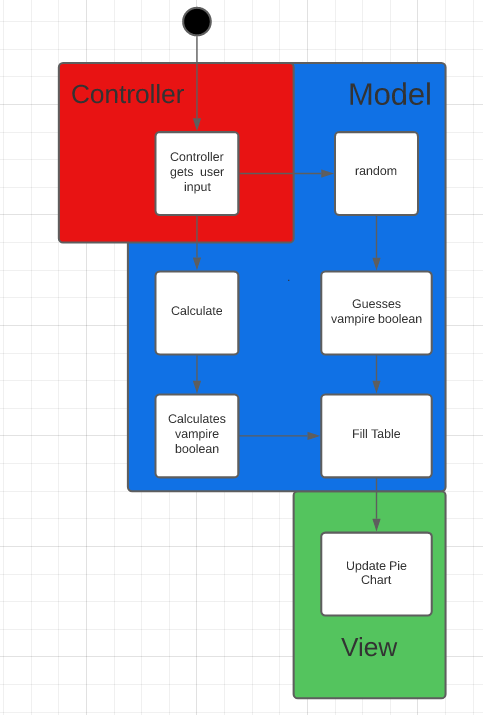 Controller
Model
Controller
gets user
input
random
Calculate
Guesses
vampire boolean
Calculates
vampire
boolean
Fill Table
Update Pie
Chart
View